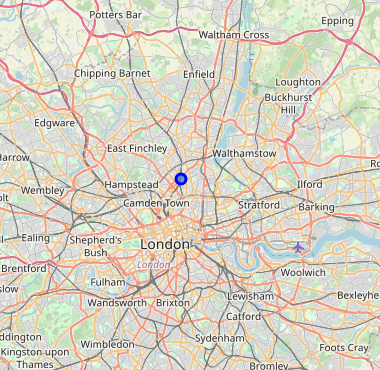 Potters Bar
Epping
Waltham Cross
Chipping Barnet
Enfield
Loughton
Buckhurst
Hill
Edgware
East Finchley
Walthamstow
Harrow
Hampstead
Wembley
Ilford
Camden Town
Stratford
Barking
Ealing
Shepherd's
Bush
London
London
Brentford
Woolwich
Fulham
Lewisham
Bexley
Wandsworth
Brixton
Catford
Wimbledon
Sydenham
Kingston upon
Thames
Foots Cray
Bromley